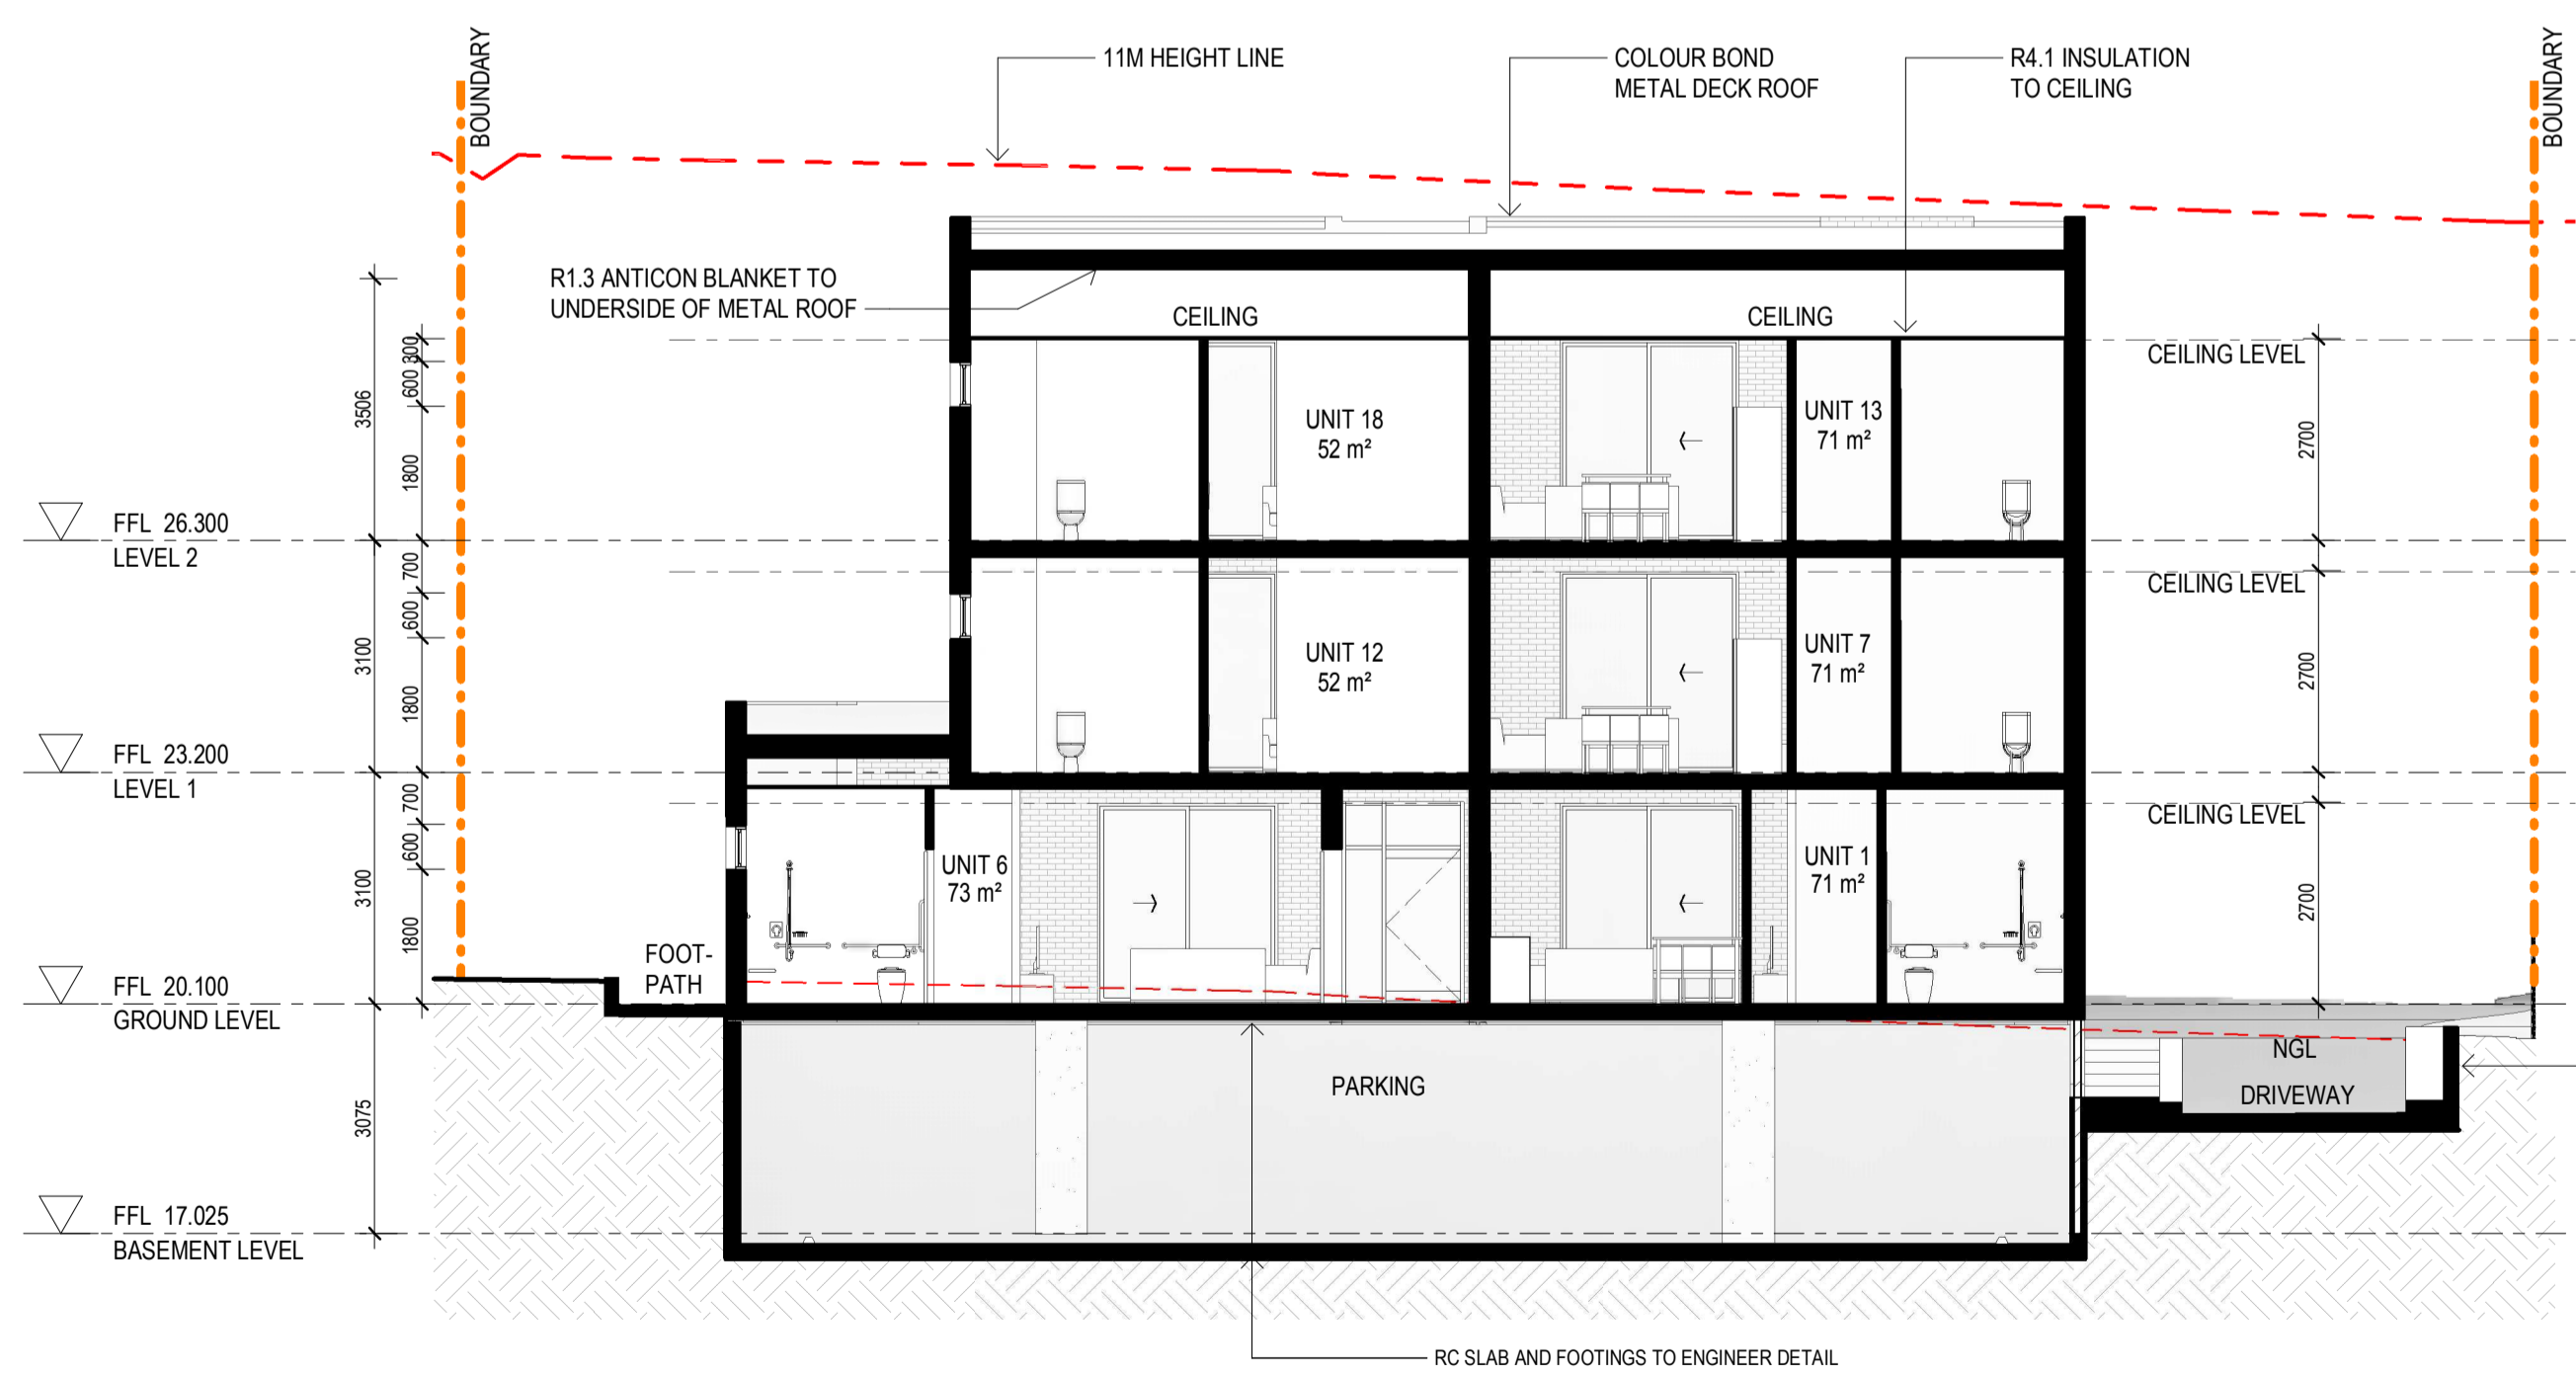 BOUNDARY
11M HEIGHT LINE
COLOUR BOND
METAL DECK ROOF
R4.1 INSULATION
TO CEILING
BOUNDARY
R1.3 ANTICON BLANKET TO
UNDERSIDE OF METAL ROOF
CEILING
CEILING
3506
300
600
1800
CEILING LEVEL
2700
UNIT 18
52 m²
UNIT 13
71 m²
FFL 26.300
LEVEL 2
3100
700
600
1800
CEILING LEVEL
2700
UNIT 12
52 m²
UNIT 7
71 m²
FFL 23.200
LEVEL 1
3100
700
600
1800
CEILING LEVEL
2700
UNIT 6
73 m²
UNIT 1
71 m²
FOOT-
PATH
FFL 20.100
GROUND LEVEL
NGL
DRIVEWAY
3075
PARKING
FFL 17.025
BASEMENT LEVEL
RC SLAB AND FOOTINGS TO ENGINEER DETAIL